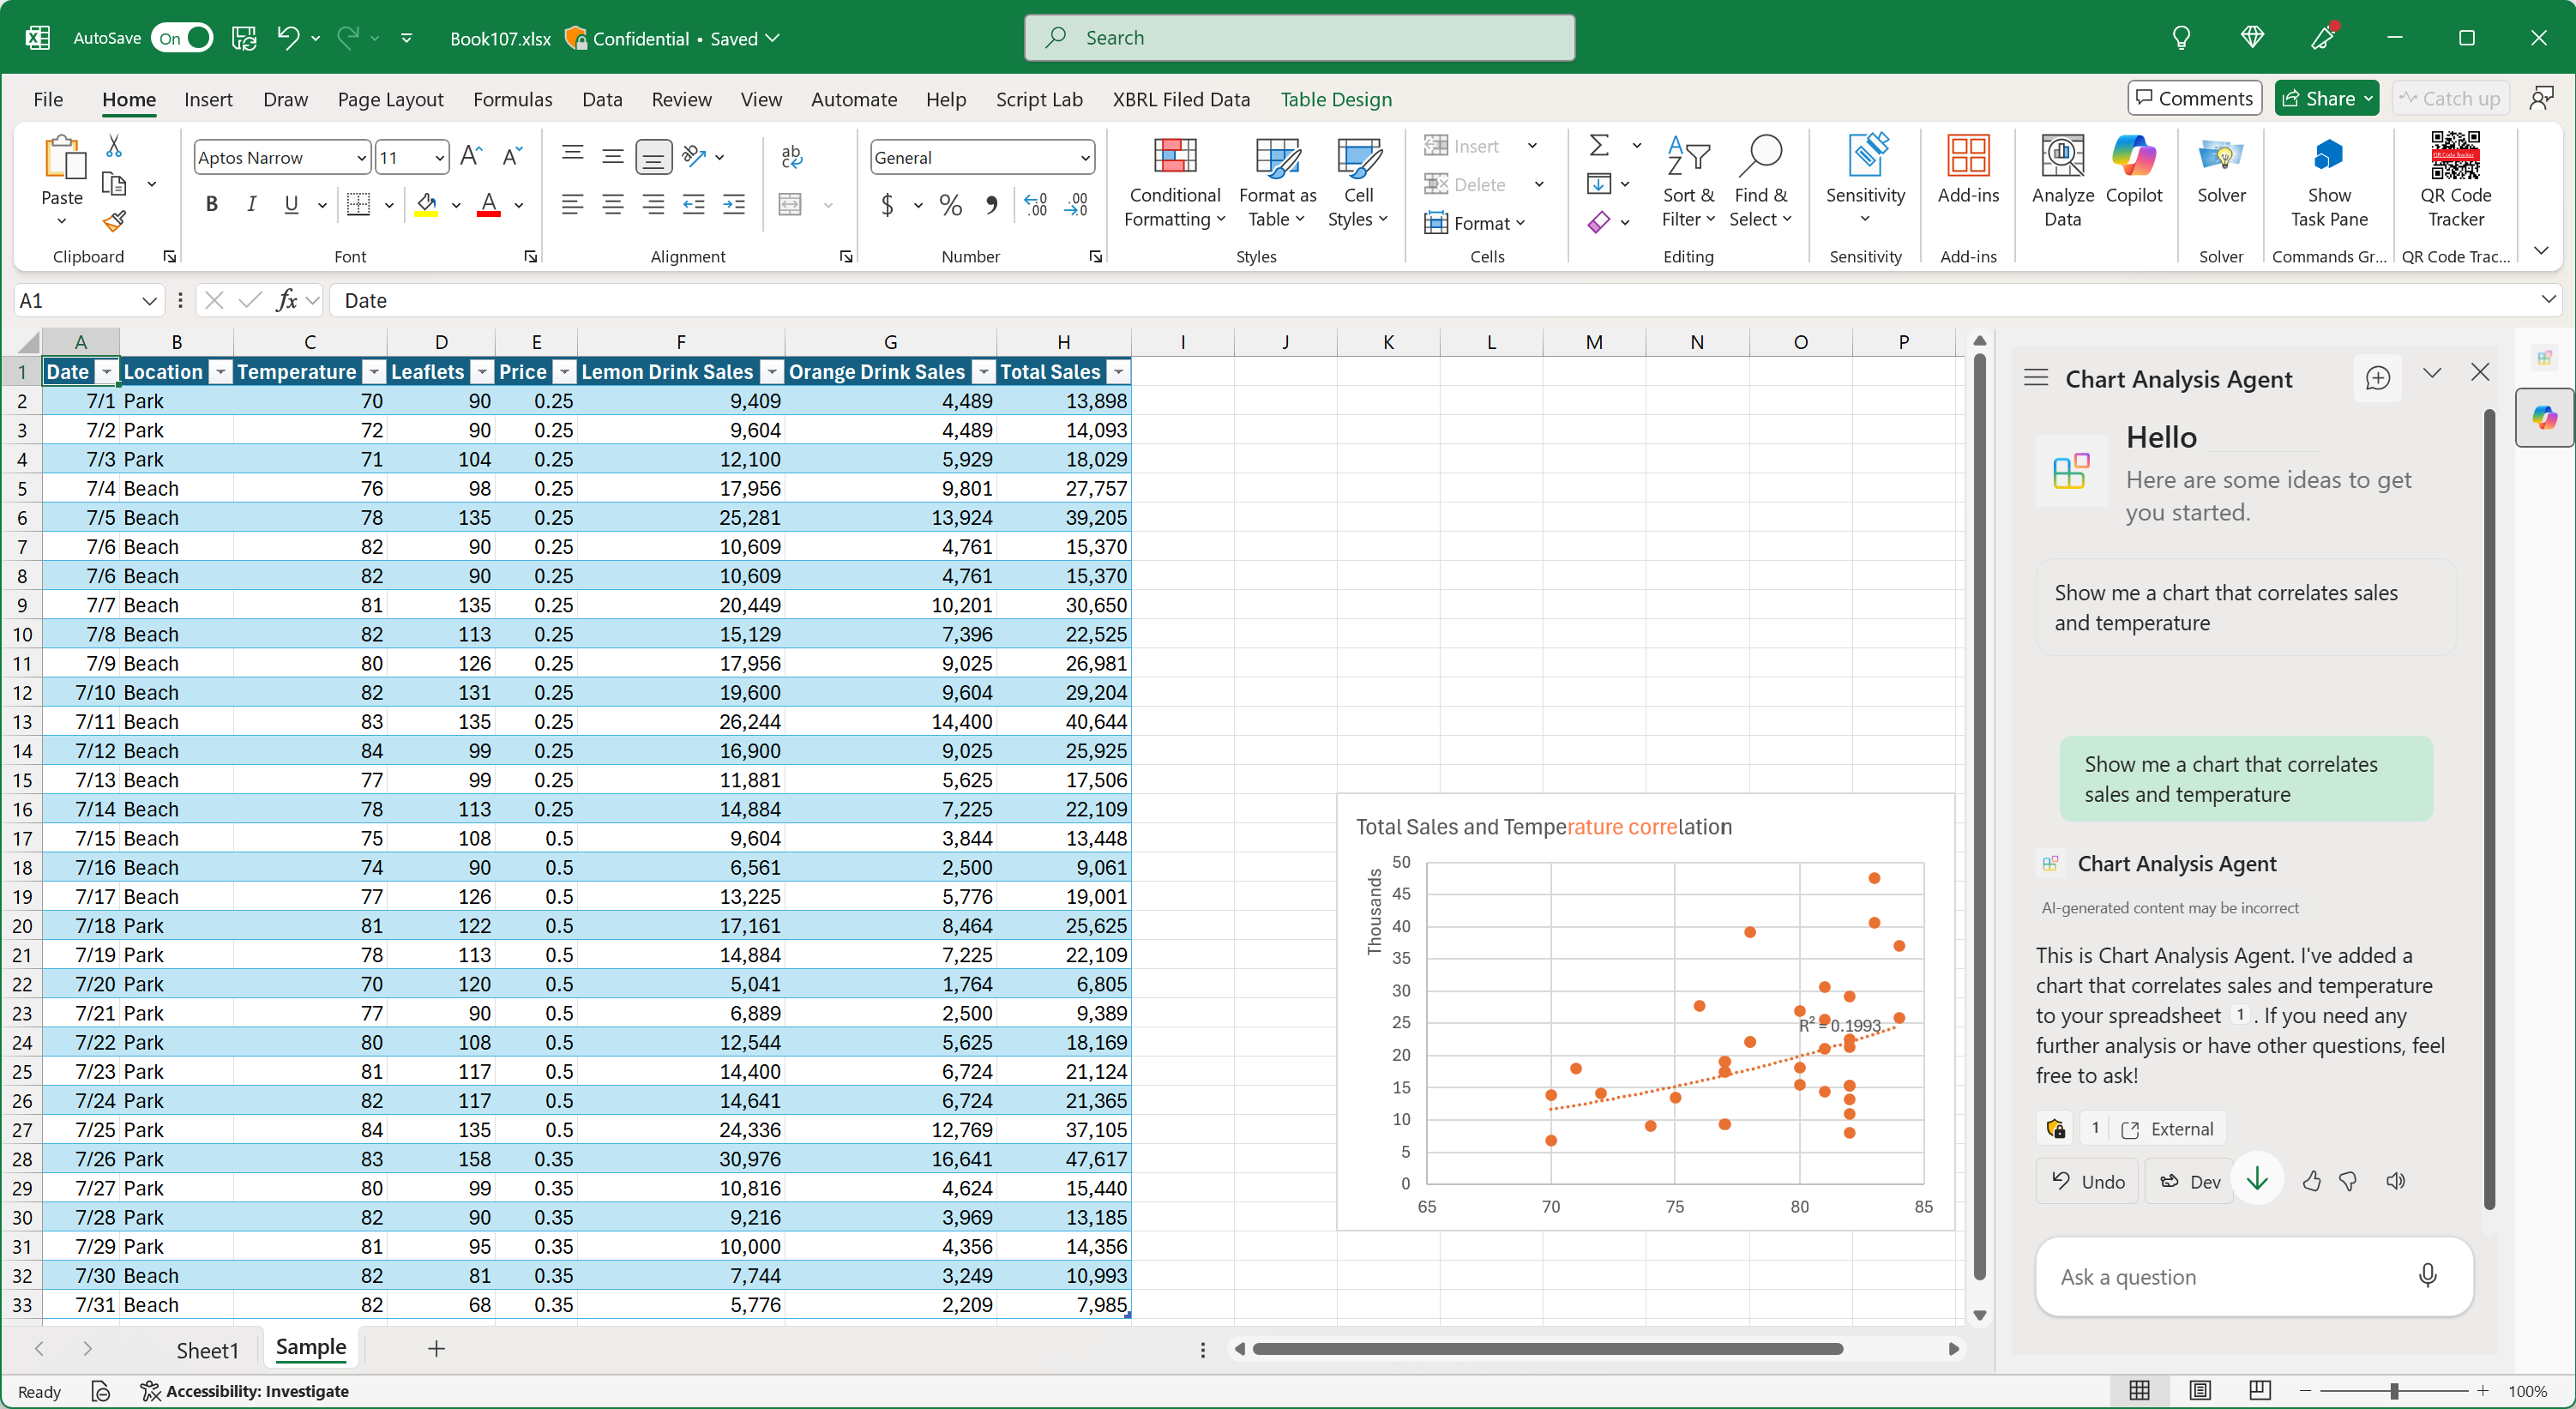 AutoSave On Book107.xlsx Confidential • Saved Search
File Home Insert Draw Page Layout Formulas Data Review View Automate Help Script Lab XBRL Filed Data Table Design Comments Share Catch up
Paste
Clipboard
Aptos Narrow 11
B I U A
Font
ab
Alignment
General
$ % 9 .00 .00
Number
Conditional Formatting
Format as Table
Cell Styles
Styles
Insert
Delete
Format
Cells
Sort & Filter
Find & Select
Editing
Sensitivity
Sensitivity
Add-ins
Add-ins
Analyze Data
Copilot
Solver
Solver
Show Task Pane
Commands Gr...
QR Code Tracker
QR Code Trac...
A1 fx Date
A B C D E F G H I J K L M N O P
1 Date Location Temperature Leaflets Price Lemon Drink Sales Orange Drink Sales Total Sales
2 7/1 Park 70 90 0.25 9,409 4,489 13,898
3 7/2 Park 72 90 0.25 9,604 4,489 14,093
4 7/3 Park 71 104 0.25 12,100 5,929 18,029
5 7/4 Beach 76 98 0.25 17,956 9,801 27,757
6 7/5 Beach 78 135 0.25 25,281 13,924 39,205
7 7/6 Beach 82 90 0.25 10,609 4,761 15,370
8 7/6 Beach 82 90 0.25 10,609 4,761 15,370
9 7/7 Beach 81 135 0.25 20,449 10,201 30,650
10 7/8 Beach 82 113 0.25 15,129 7,396 22,525
11 7/9 Beach 80 126 0.25 17,956 9,025 26,981
12 7/10 Beach 82 131 0.25 19,600 9,604 29,204
13 7/11 Beach 83 135 0.25 26,244 14,400 40,644
14 7/12 Beach 84 99 0.25 16,900 9,025 25,925
15 7/13 Beach 77 99 0.25 11,881 5,625 17,506
16 7/14 Beach 78 113 0.25 14,884 7,225 22,109
17 7/15 Beach 75 108 0.5 9,604 3,844 13,448
18 7/16 Beach 74 90 0.5 6,561 2,500 9,061
19 7/17 Beach 77 126 0.5 13,225 5,776 19,001
20 7/18 Park 81 122 0.5 17,161 8,464 25,625
21 7/19 Park 78 113 0.5 14,884 7,225 22,109
22 7/20 Park 70 120 0.5 5,041 1,764 6,805
23 7/21 Park 77 90 0.5 6,889 2,500 9,389
24 7/22 Park 80 108 0.5 12,544 5,625 18,169
25 7/23 Park 81 117 0.5 14,400 6,724 21,124
26 7/24 Park 82 117 0.5 14,641 6,724 21,365
27 7/25 Park 84 135 0.5 24,336 12,769 37,105
28 7/26 Park 83 158 0.35 30,976 16,641 47,617
29 7/27 Park 80 99 0.35 10,816 4,624 15,440
30 7/28 Park 82 90 0.35 9,216 3,969 13,185
31 7/29 Park 81 95 0.35 10,000 4,356 14,356
32 7/30 Beach 82 81 0.35 7,744 3,249 10,993
33 7/31 Beach 82 68 0.35 5,776 2,209 7,985
Total Sales and Temperature correlation
Thousands
50
45
40
35
30
25
20
15
10
5
0
65 70 75 80 85
R² = 0.1993
Chart Analysis Agent
Hello
Here are some ideas to get
you started.
Show me a chart that correlates sales
and temperature
Show me a chart that correlates
sales and temperature
Chart Analysis Agent
AI-generated content may be incorrect
This is Chart Analysis Agent. I've added a
chart that correlates sales and temperature
to your spreadsheet 1 . If you need any
further analysis or have other questions, feel
free to ask!
1 External
Undo Dev
Ask a question
Sheet1 Sample
Ready Accessibility: Investigate 100%